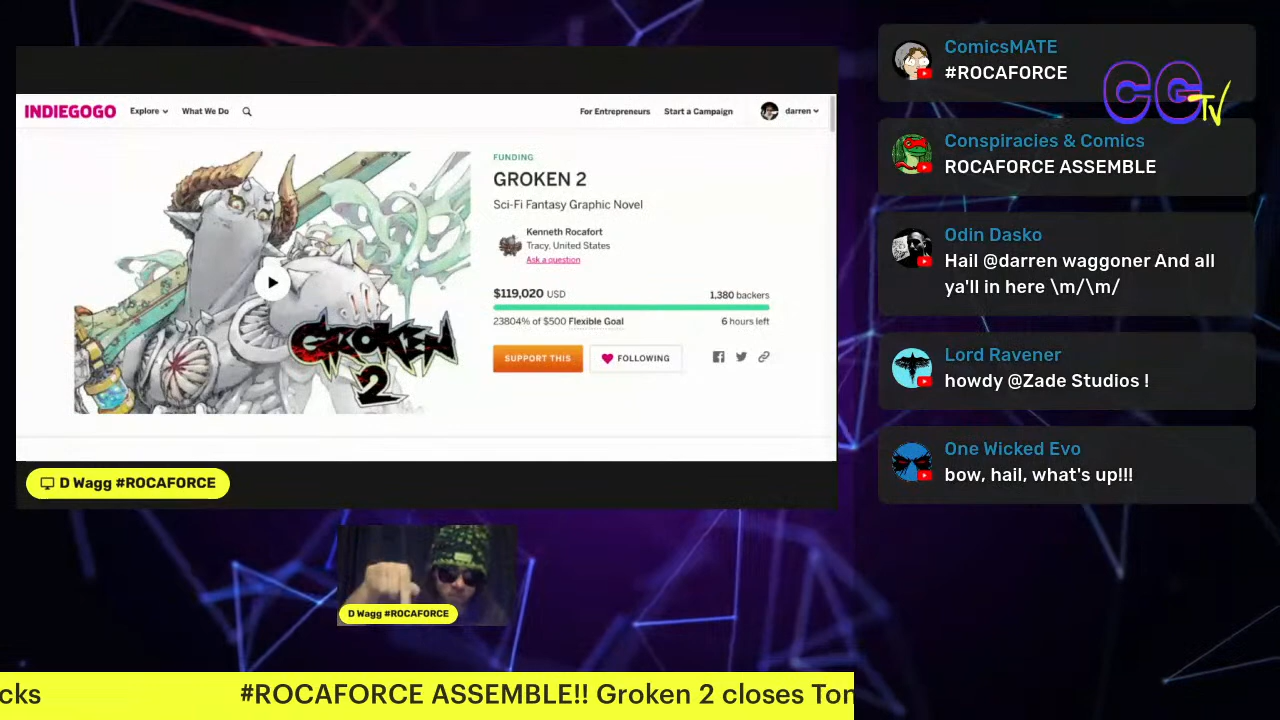 INDIEGOGO Explore What We Do For Entrepreneurs Start a Campaign darren
FUNDING
GROKEN 2
Sci-Fi Fantasy Graphic Novel
Kenneth Rocafort
Tracy, United States
Ask a question
$119,020 USD 1,380 backers
23804% of $500 Flexible Goal 6 hours left
SUPPORT THIS FOLLOWING
GROKEN
2
D Wagg #ROCAFORCE
D Wagg #ROCAFORCE
cks #ROCAFORCE ASSEMBLE!! Groken 2 closes Ton
ComicsMATE
#ROCAFORCE
CG TV
Conspiracies & Comics
ROCAFORCE ASSEMBLE
Odin Dasko
Hail @darren waggoner And all
ya'll in here \m/\m/
Lord Ravener
howdy @Zade Studios !
One Wicked Evo
bow, hail, what's up!!!